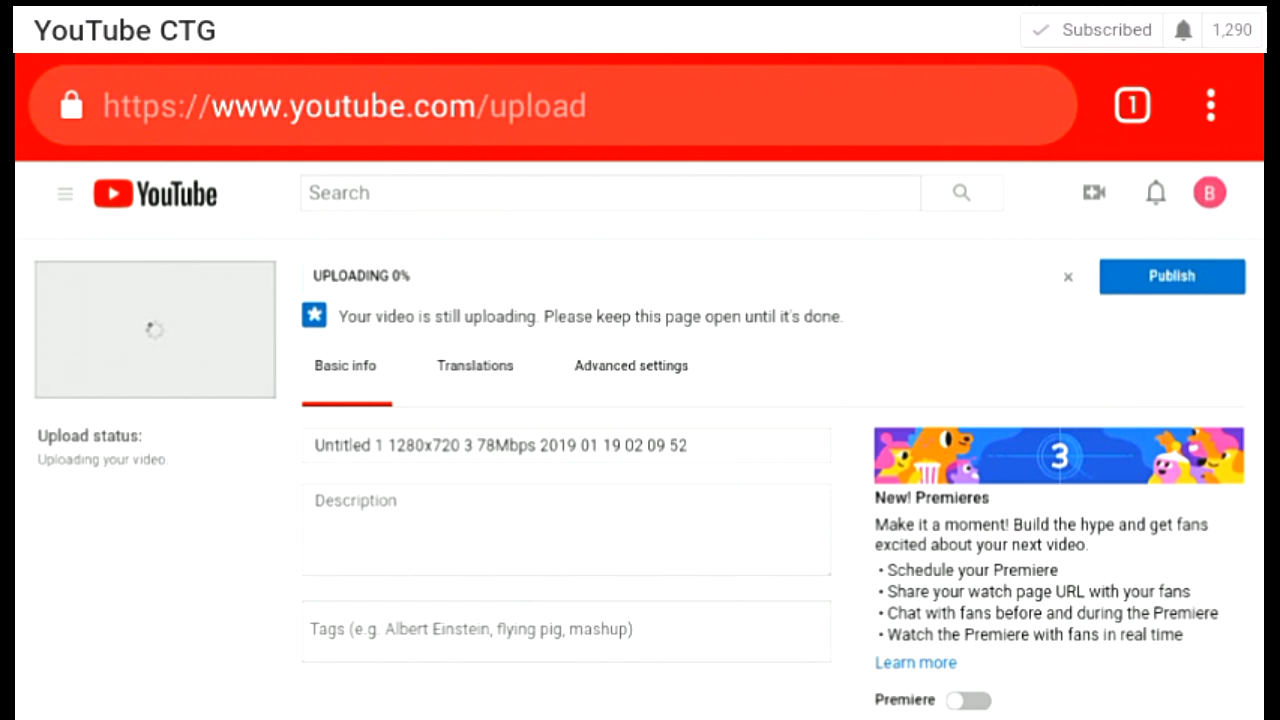 YouTube CTG
Subscribed
1,290
https://www.youtube.com/upload
1
YouTube
Search
B
UPLOADING 0%
Publish
Your video is still uploading. Please keep this page open until it's done.
Basic info
Translations
Advanced settings
Upload status:
Uploading your video.
Untitled 1 1280x720 3 78Mbps 2019 01 19 02 09 52
Description
Tags (e.g. Albert Einstein, flying pig, mashup)
3
New! Premieres
Make it a moment! Build the hype and get fans
excited about your next video.
• Schedule your Premiere
• Share your watch page URL with your fans
• Chat with fans before and during the Premiere
• Watch the Premiere with fans in real time
Learn more
Premiere